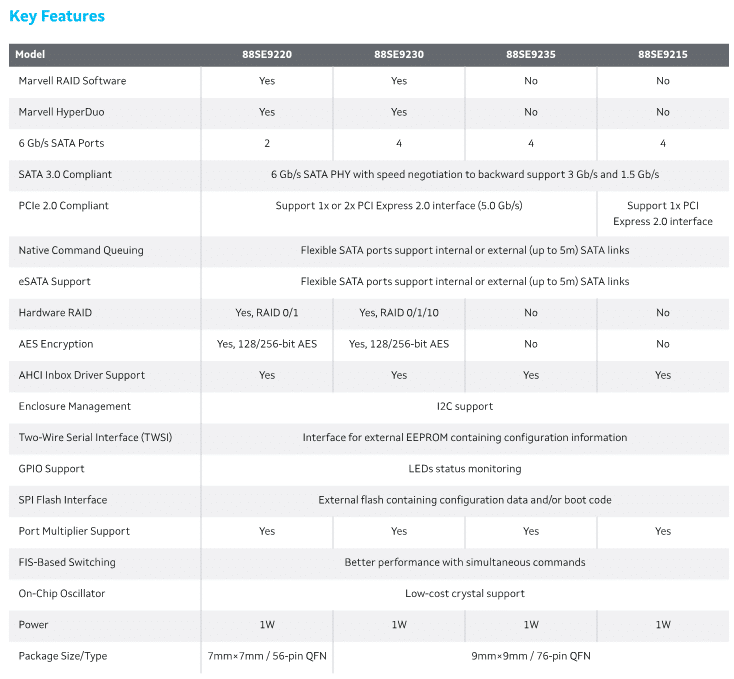 Key Features
Model 88SE9220 88SE9230 88SE9235 88SE9215
Marvell RAID Software Yes Yes No No
Marvell HyperDuo Yes Yes No No
6 Gb/s SATA Ports 2 4 4 4
SATA 3.0 Compliant 6 Gb/s SATA PHY with speed negotiation to backward support 3 Gb/s and 1.5 Gb/s
PCIe 2.0 Compliant Support 1x or 2x PCI Express 2.0 interface (5.0 Gb/s) Support 1x PCI
Express 2.0 interface
Native Command Queuing Flexible SATA ports support internal or external (up to 5m) SATA links
eSATA Support Flexible SATA ports support internal or external (up to 5m) SATA links
Hardware RAID Yes, RAID 0/1 Yes, RAID 0/1/10 No No
AES Encryption Yes, 128/256-bit AES Yes, 128/256-bit AES No No
AHCI Inbox Driver Support Yes Yes Yes Yes
Enclosure Management I2C support
Two-Wire Serial Interface (TWSI) Interface for external EEPROM containing configuration information
GPIO Support LEDs status monitoring
SPI Flash Interface External flash containing configuration data and/or boot code
Port Multiplier Support Yes Yes Yes Yes
FIS-Based Switching Better performance with simultaneous commands
On-Chip Oscillator Low-cost crystal support
Power 1W 1W 1W 1W
Package Size/Type 7mm×7mm / 56-pin QFN 9mm×9mm / 76-pin QFN